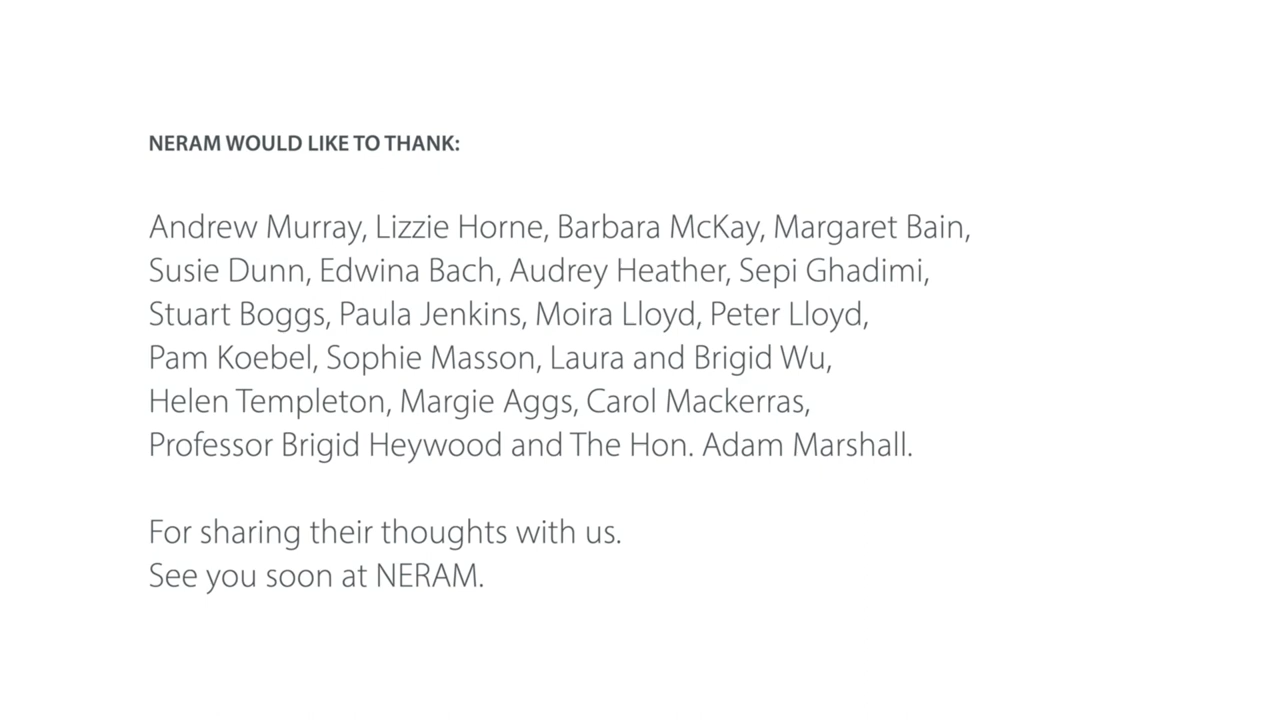 NERAM WOULD LIKE TO THANK:
Andrew Murray, Lizzie Horne, Barbara McKay, Margaret Bain,
Susie Dunn, Edwina Bach, Audrey Heather, Sepi Ghadimi,
Stuart Boggs, Paula Jenkins, Moira Lloyd, Peter Lloyd,
Pam Koebel, Sophie Masson, Laura and Brigid Wu,
Helen Templeton, Margie Aggs, Carol Mackerras,
Professor Brigid Heywood and The Hon. Adam Marshall.
For sharing their thoughts with us.
See you soon at NERAM.